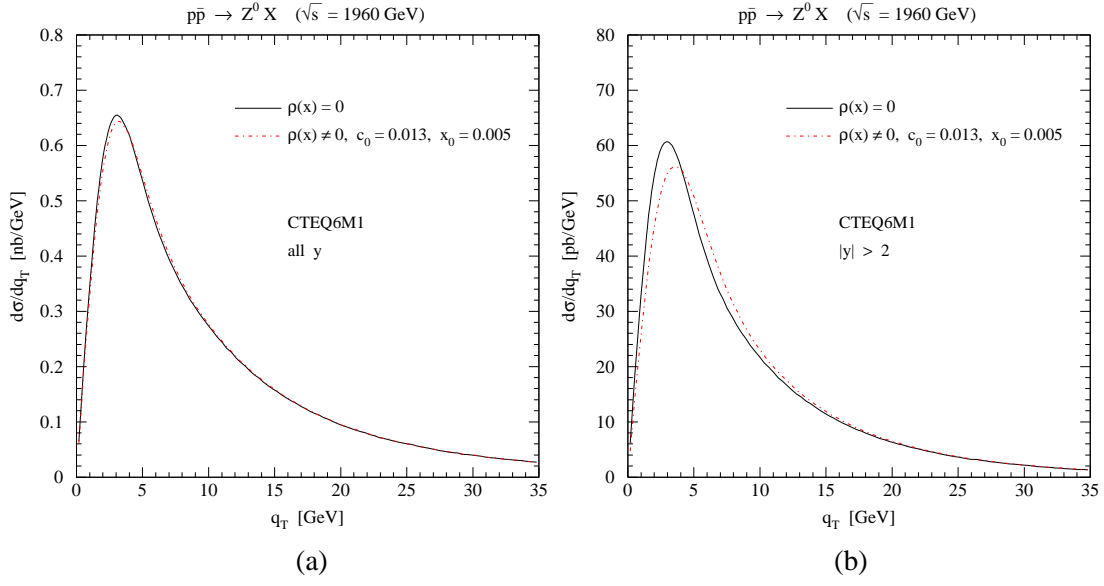 pp̄ → Z⁰ X (√s = 1960 GeV)
0.8
0.7
0.6
0.5
0.4
0.3
0.2
0.1
0
dσ/dq_T [nb/GeV]
ρ(x) = 0
ρ(x) ≠ 0, c₀ = 0.013, x₀ = 0.005
CTEQ6M1
all y
0 5 10 15 20 25 30 35
q_T [GeV]
(a)
pp̄ → Z⁰ X (√s = 1960 GeV)
80
70
60
50
40
30
20
10
0
dσ/dq_T [pb/GeV]
ρ(x) = 0
ρ(x) ≠ 0, c₀ = 0.013, x₀ = 0.005
CTEQ6M1
|y| > 2
0 5 10 15 20 25 30 35
q_T [GeV]
(b)